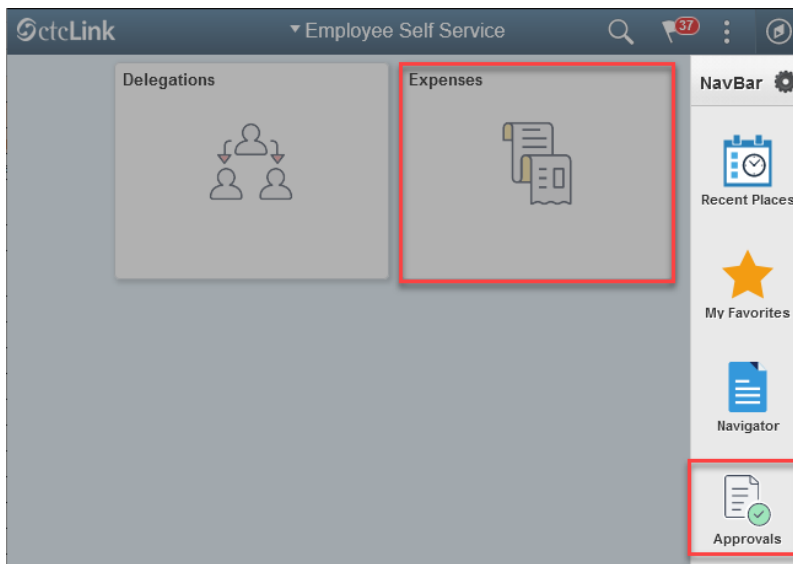 ctcLink
Employee Self Service
37
Delegations
Expenses
NavBar
Recent Places
My Favorites
Navigator
Approvals